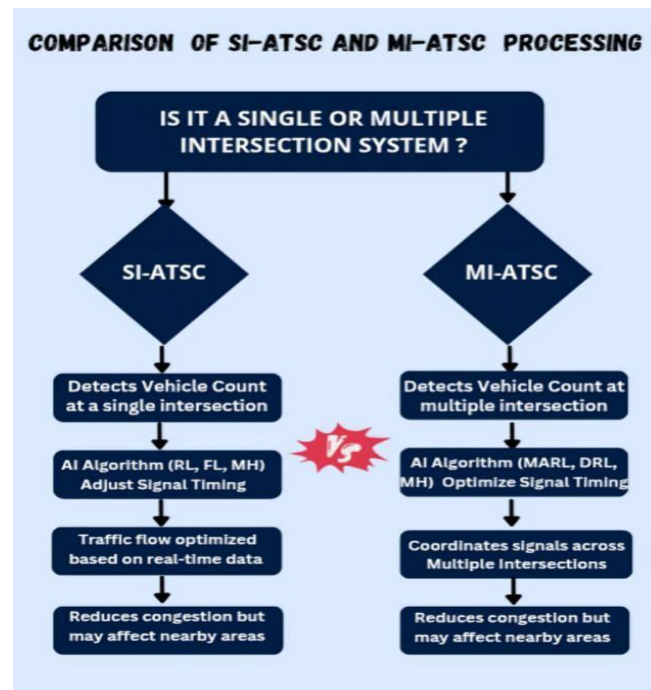 COMPARISON OF SI-ATSC AND MI-ATSC PROCESSING
IS IT A SINGLE OR MULTIPLE
INTERSECTION SYSTEM ?
SI-ATSC
Detects Vehicle Count
at a single intersection
AI Algorithm (RL, FL, MH)
Adjust Signal Timing
Traffic flow optimized
based on real-time data
Reduces congestion but
may affect nearby areas
VS
MI-ATSC
Detects Vehicle Count at
multiple intersection
AI Algorithm (MARL, DRL,
MH) Optimize Signal Timing
Coordinates signals across
Multiple Intersections
Reduces congestion but
may affect nearby areas